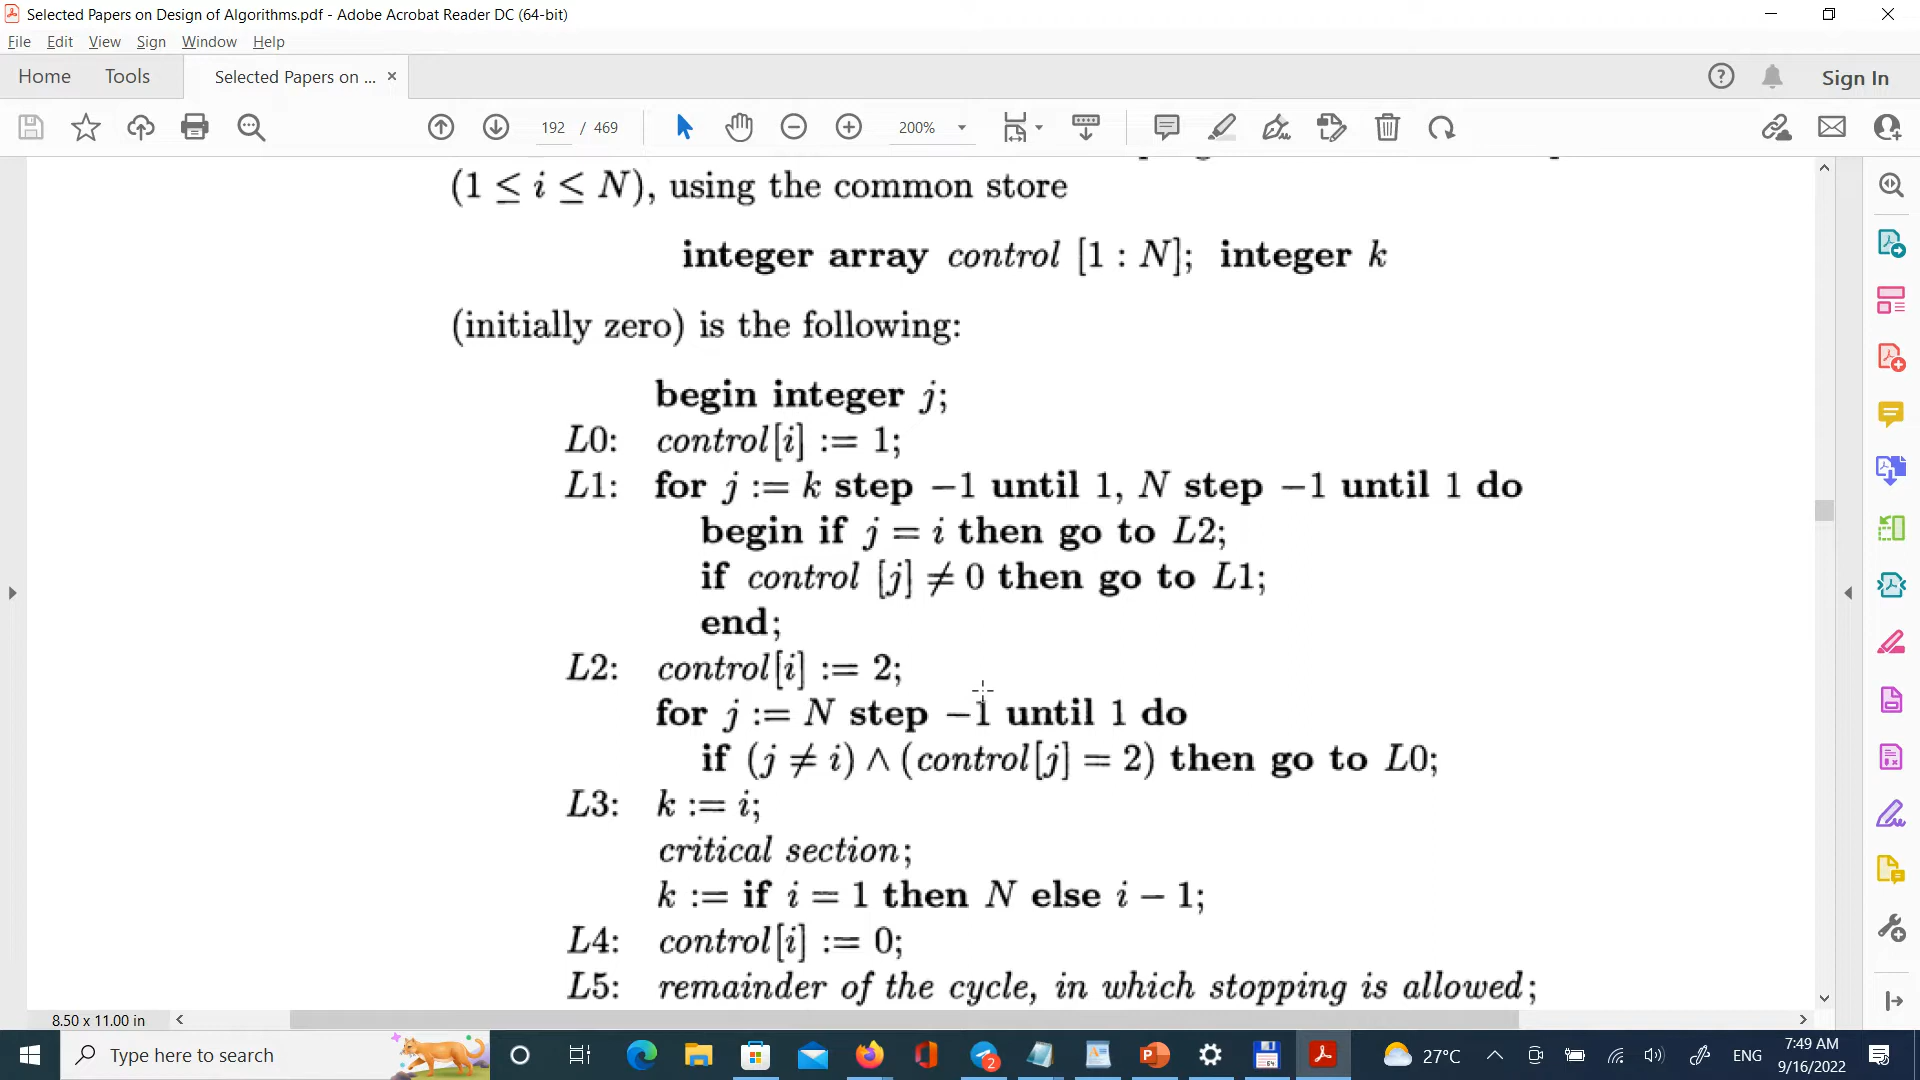 Selected Papers on Design of Algorithms.pdf - Adobe Acrobat Reader DC (64-bit)
File Edit View Sign Window Help
Home Tools Selected Papers on ... × Sign In
192 / 469 200%
(1 ≤ i ≤ N), using the common store
integer array control [1 : N]; integer k
(initially zero) is the following:
begin integer j;
L0: control[i] := 1;
L1: for j := k step −1 until 1, N step −1 until 1 do
begin if j = i then go to L2;
if control [j] ≠ 0 then go to L1;
end;
L2: control[i] := 2;
for j := N step −1 until 1 do
if (j ≠ i) ∧ (control[j] = 2) then go to L0;
L3: k := i;
critical section;
k := if i = 1 then N else i − 1;
L4: control[i] := 0;
L5: remainder of the cycle, in which stopping is allowed;
8.50 x 11.00 in
Type here to search 2 64 27°C ENG 7:49 AM
9/16/2022